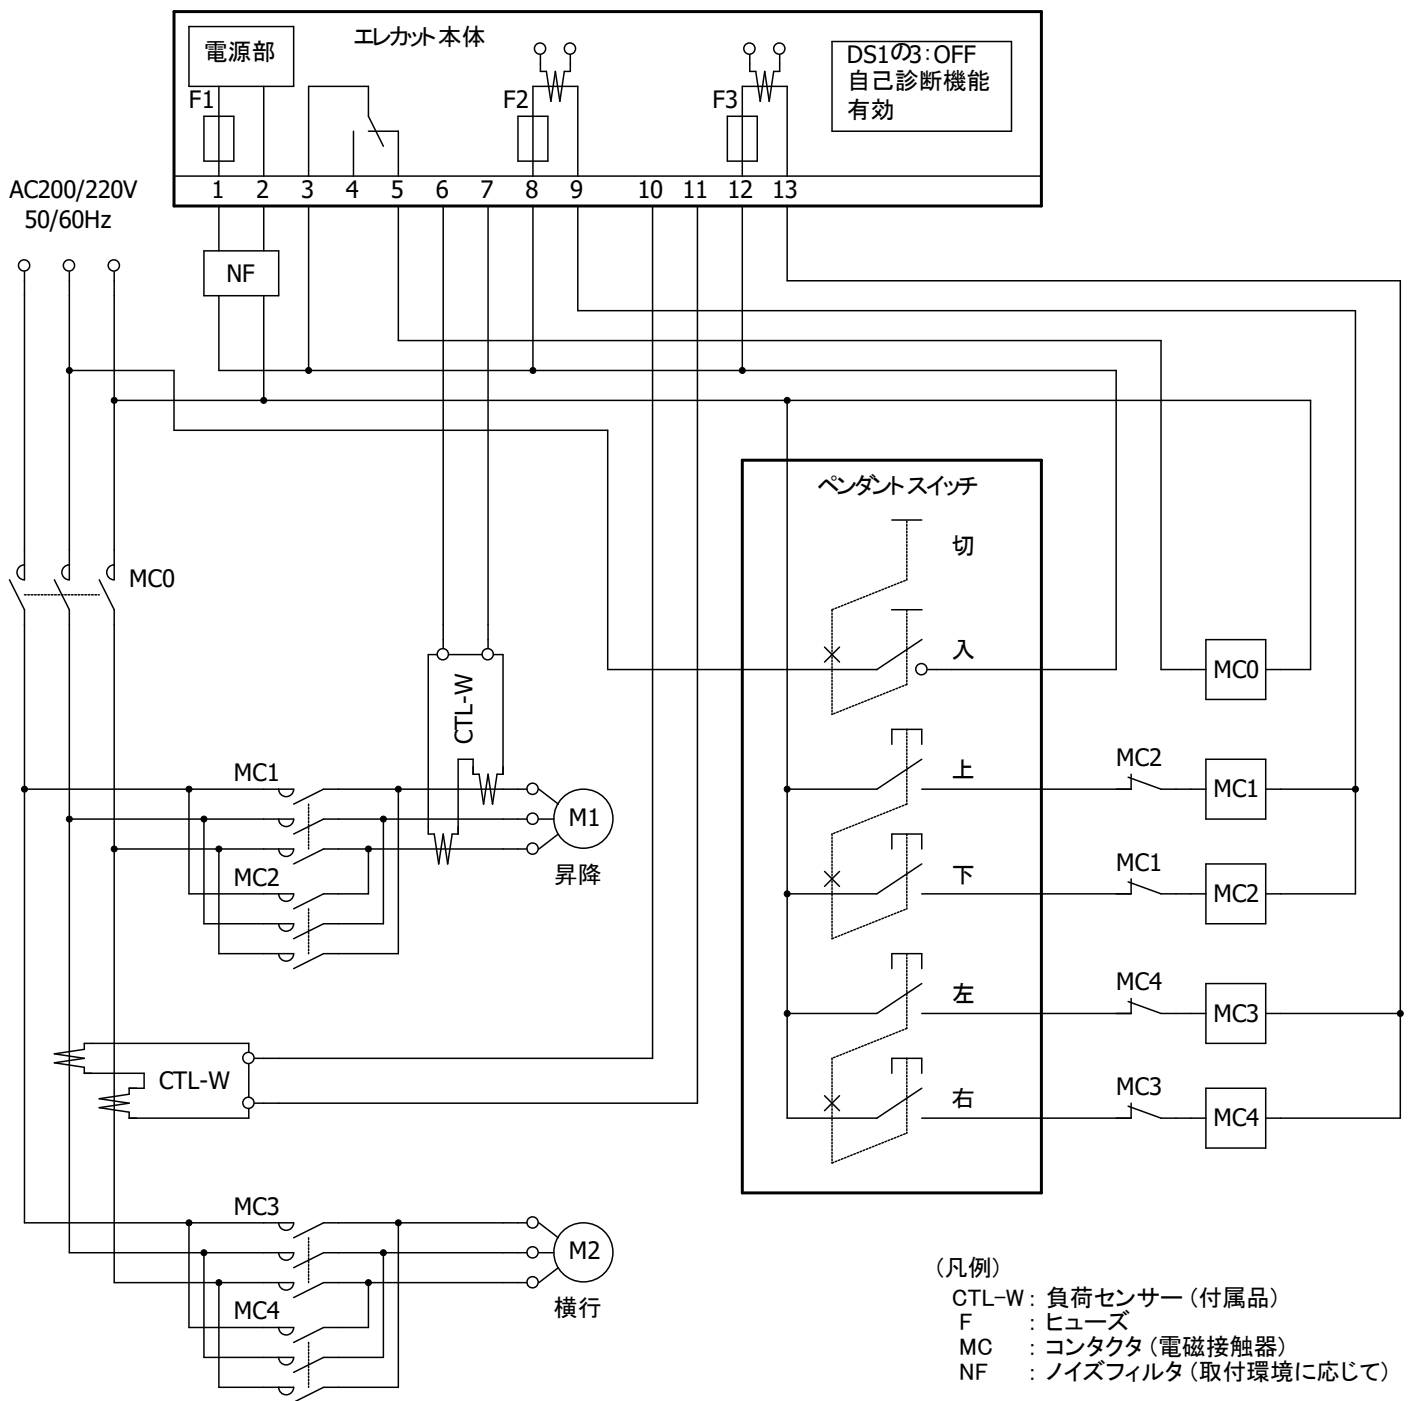 エレカット本体
電源部
DS1の3:OFF
自己診断機能
有効
F1
F2
F3
1 2 3 4 5 6 7 8 9 10 11 12 13
AC200/220V
50/60Hz
NF
ペンダントスイッチ
切
MC0
入
MC0
CTL-W
MC1
上
MC2
MC1
M1
昇降
MC2
下
MC1
MC2
左
MC4
MC3
CTL-W
右
MC3
MC4
MC3
M2
横行
MC4
(凡例)
CTL-W : 負荷センサー (付属品)
F : ヒューズ
MC : コンタクタ (電磁接触器)
NF : ノイズフィルタ (取付環境に応じて)